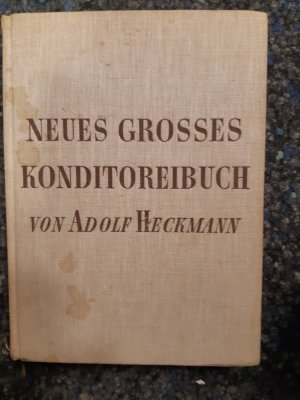 NEUES GROSSES
KONDITOREIBUCH
VON ADOLF HECKMANN